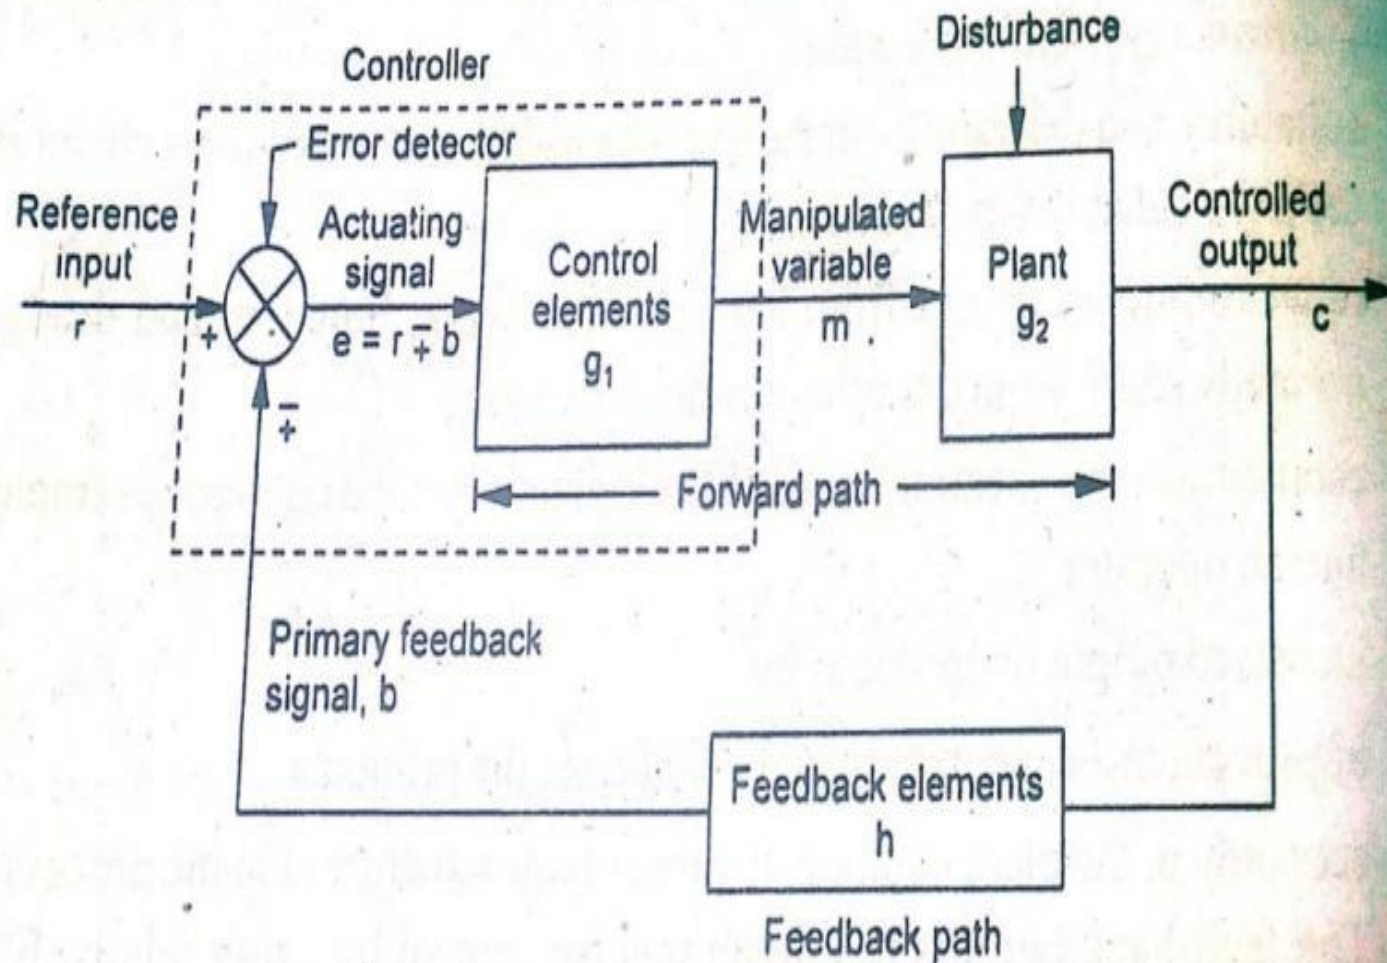 Disturbance
Controller
Error detector
Reference
input
r
+
Actuating
signal
e = r ∓ b
Control
elements
g₁
Manipulated
variable
m
Plant
g₂
Controlled
output
c
∓
Forward path
Primary feedback
signal, b
Feedback elements
h
Feedback path